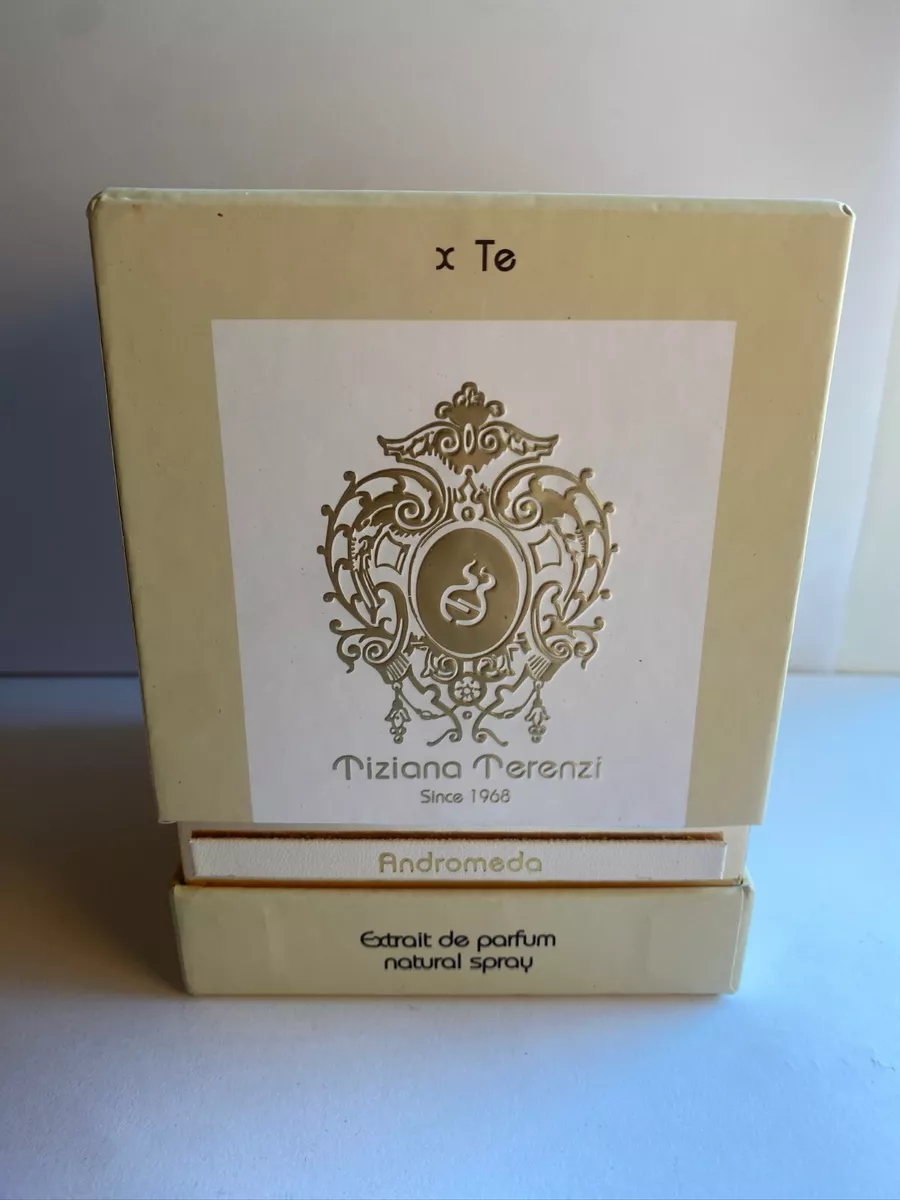 x Te
Tiziana Terenzi
Since 1968
Andromeda
Extrait de parfum
natural spray